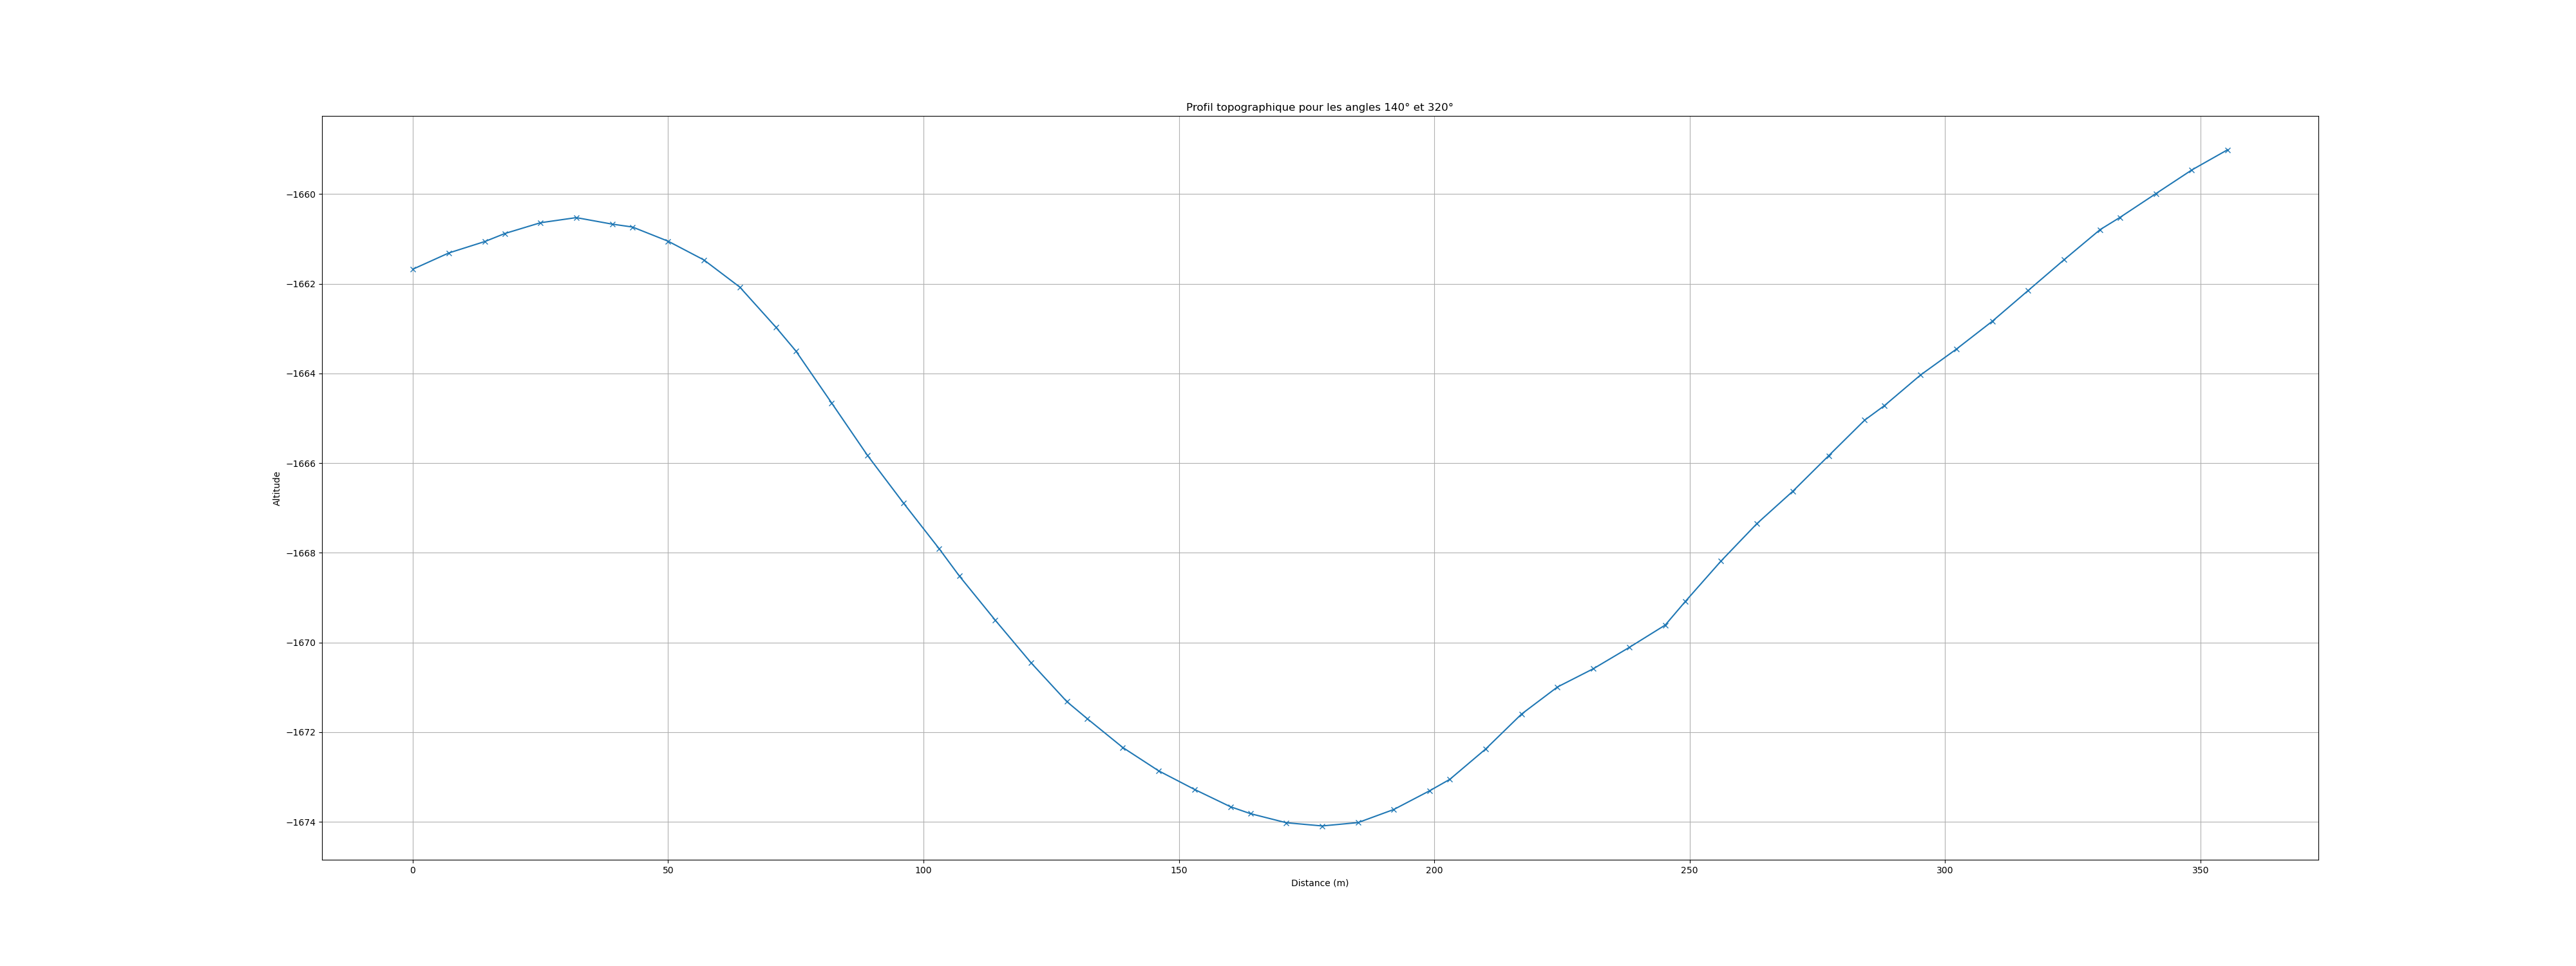 Profil topographique pour les angles 140° et 320°
Altitude
−1660
−1662
−1664
−1666
−1668
−1670
−1672
−1674
0 50 100 150 200 250 300 350
Distance (m)